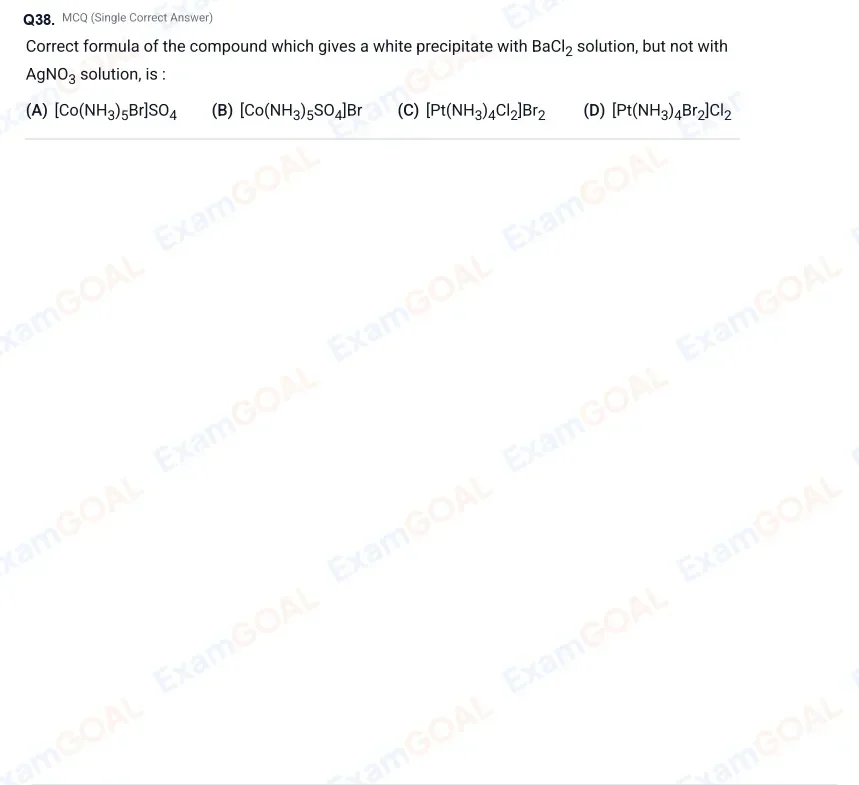 Q38. MCQ (Single Correct Answer)
Correct formula of the compound which gives a white precipitate with BaCl₂ solution, but not with
AgNO₃ solution, is :
(A) [Co(NH₃)₅Br]SO₄ (B) [Co(NH₃)₅SO₄]Br (C) [Pt(NH₃)₄Cl₂]Br₂ (D) [Pt(NH₃)₄Br₂]Cl₂
ExamGOAL